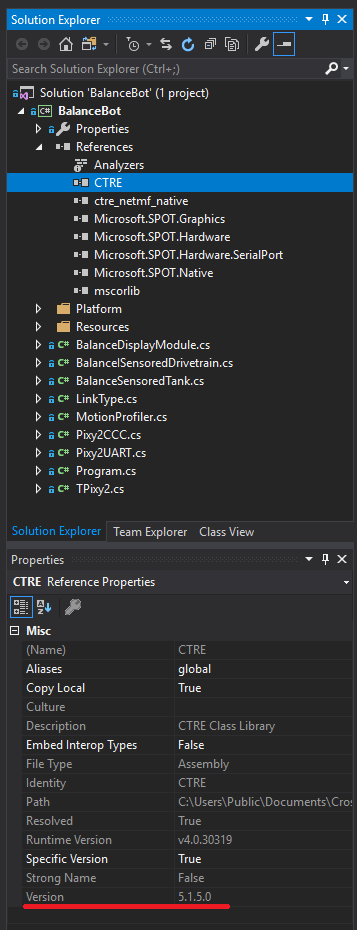 Solution Explorer
Search Solution Explorer (Ctrl+;)
Solution 'BalanceBot' (1 project)
C# BalanceBot
Properties
References
Analyzers
CTRE
ctre_netmf_native
Microsoft.SPOT.Graphics
Microsoft.SPOT.Hardware
Microsoft.SPOT.Hardware.SerialPort
Microsoft.SPOT.Native
mscorlib
Platform
Resources
C# BalanceDisplayModule.cs
C# BalancelSensoredDrivetrain.cs
C# BalanceSensoredTank.cs
C# LinkType.cs
C# MotionProfiler.cs
C# Pixy2CCC.cs
C# Pixy2UART.cs
C# Program.cs
C# TPixy2.cs
Solution Explorer Team Explorer Class View
Properties
CTRE Reference Properties
Misc
(Name) CTRE
Aliases global
Copy Local True
Culture
Description CTRE Class Library
Embed Interop Types False
File Type Assembly
Identity CTRE
Path C:\Users\Public\Documents\Cros
Resolved True
Runtime Version v4.0.30319
Specific Version True
Strong Name False
Version 5.1.5.0